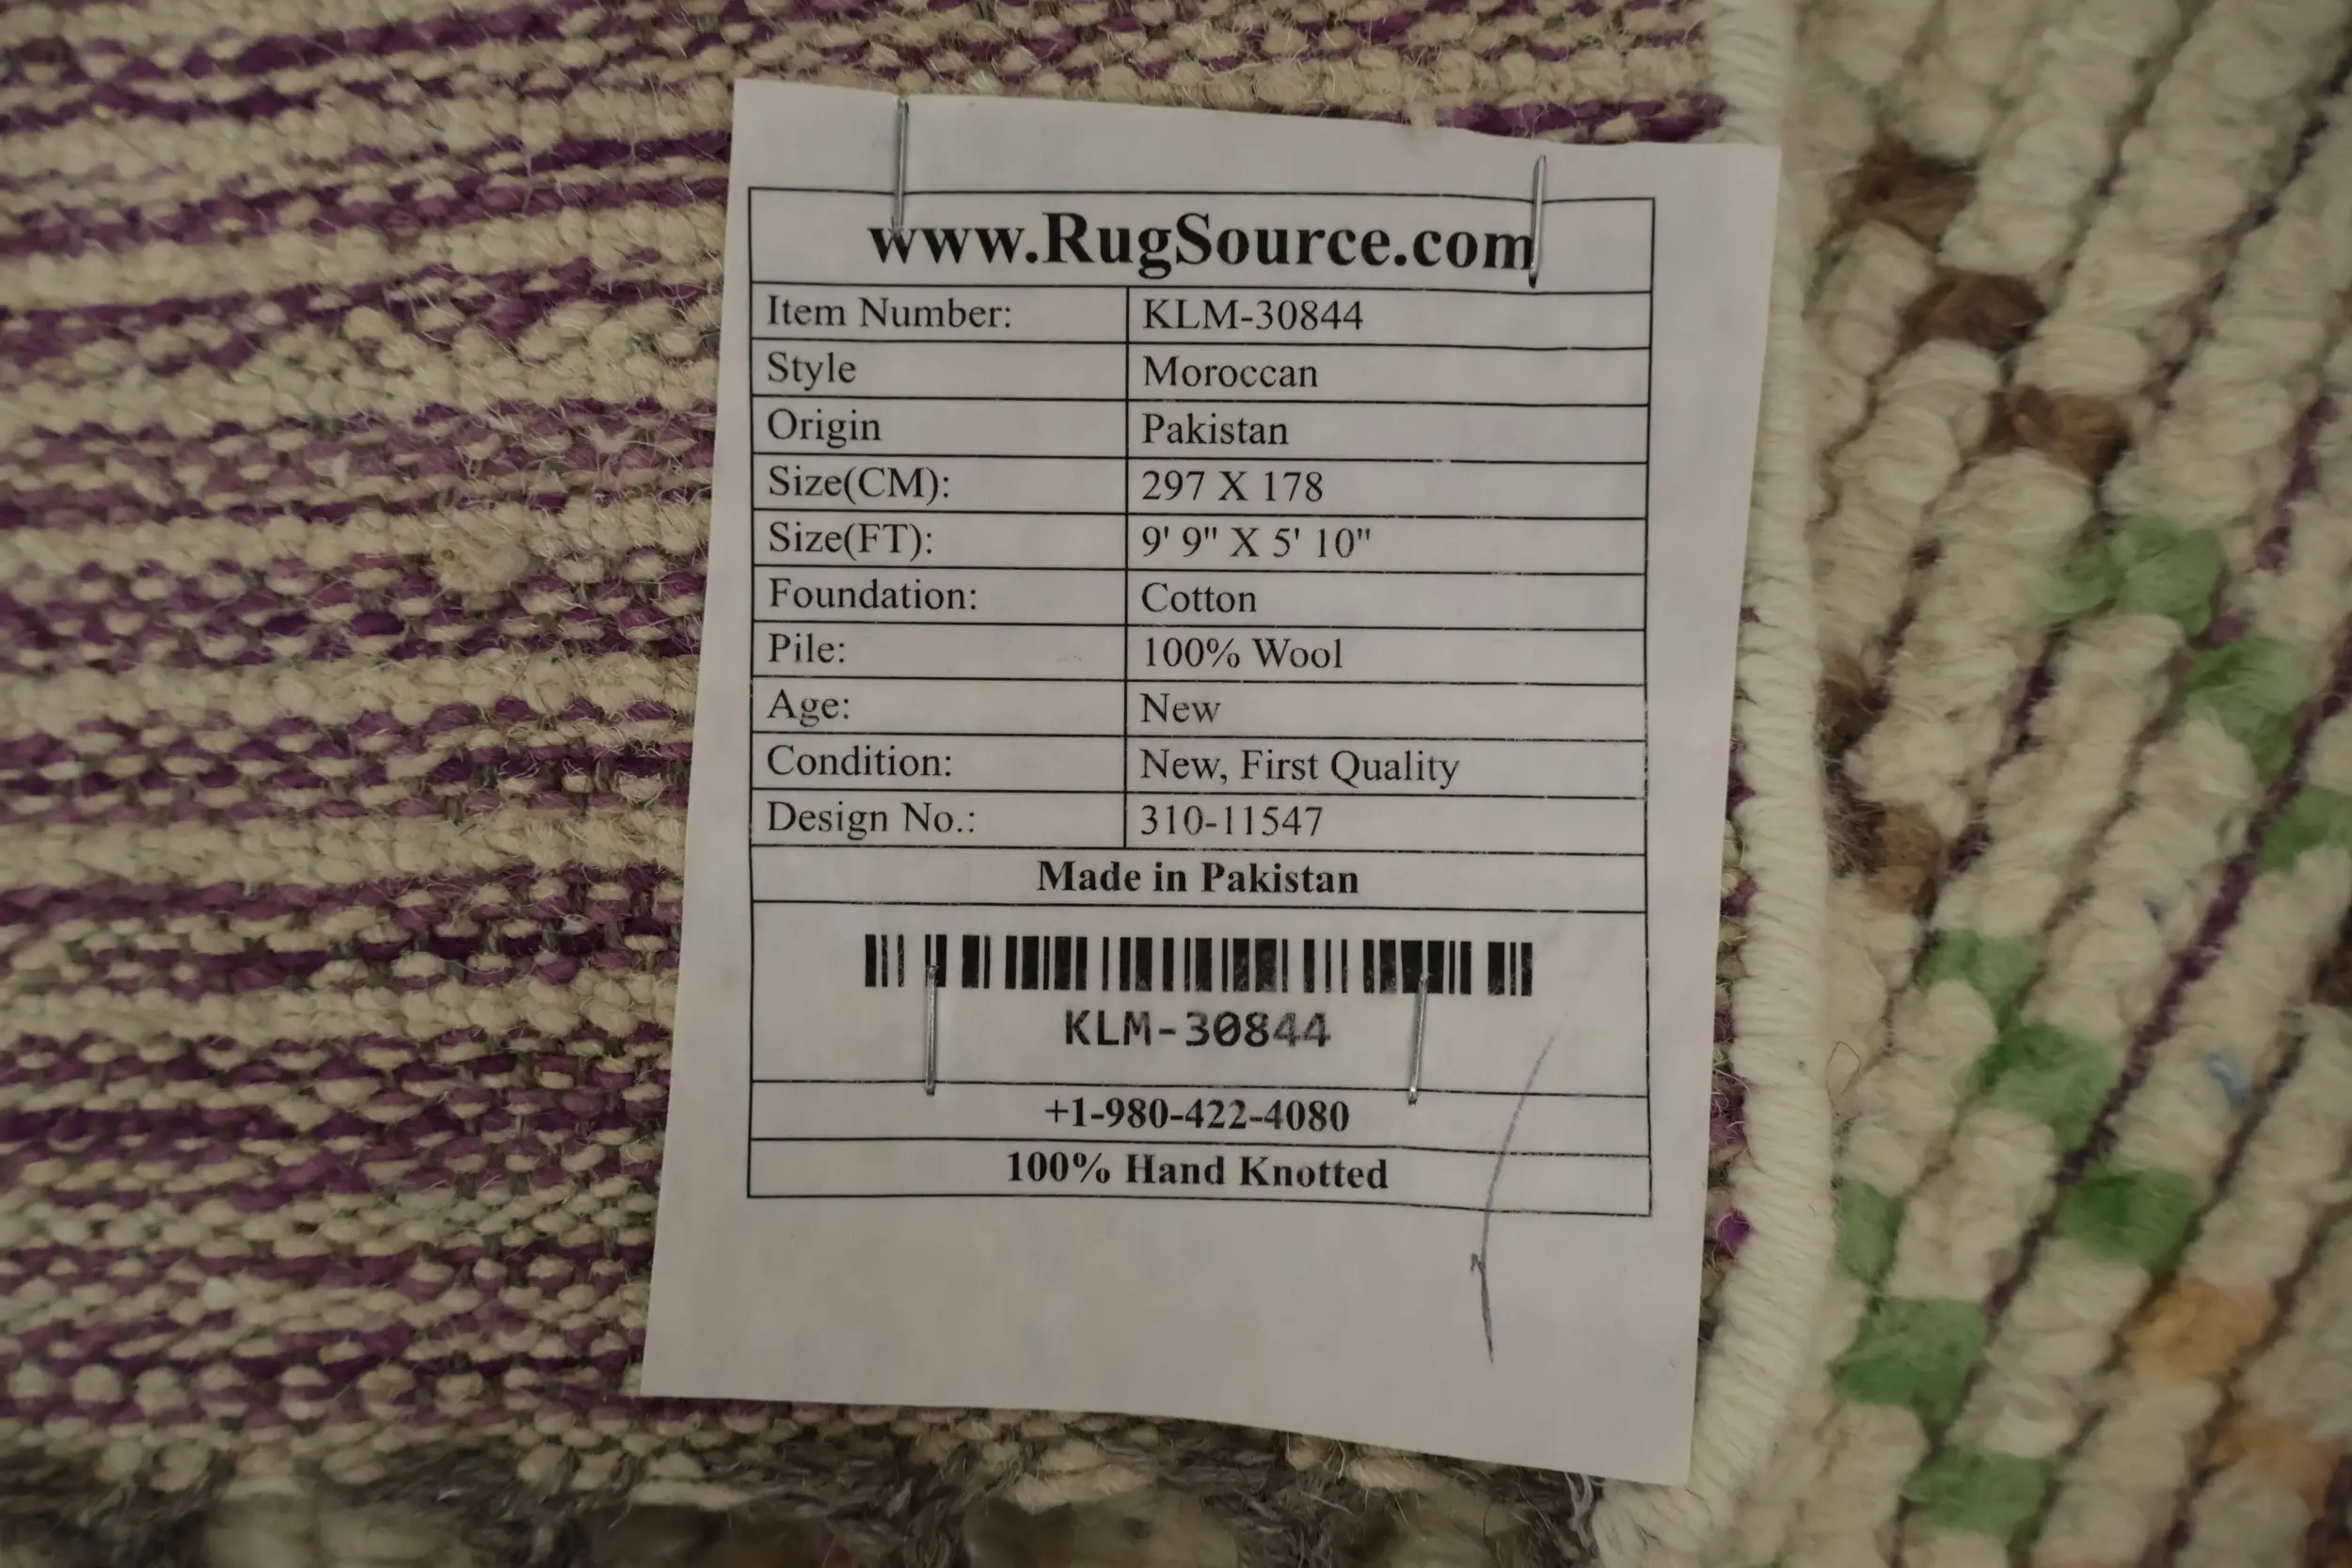 www.RugSource.com
Item Number: KLM-30844
Style Moroccan
Origin Pakistan
Size(CM): 297 X 178
Size(FT): 9' 9" X 5' 10"
Foundation: Cotton
Pile: 100% Wool
Age: New
Condition: New, First Quality
Design No.: 310-11547
Made in Pakistan
KLM-30844
+1-980-422-4080
100% Hand Knotted